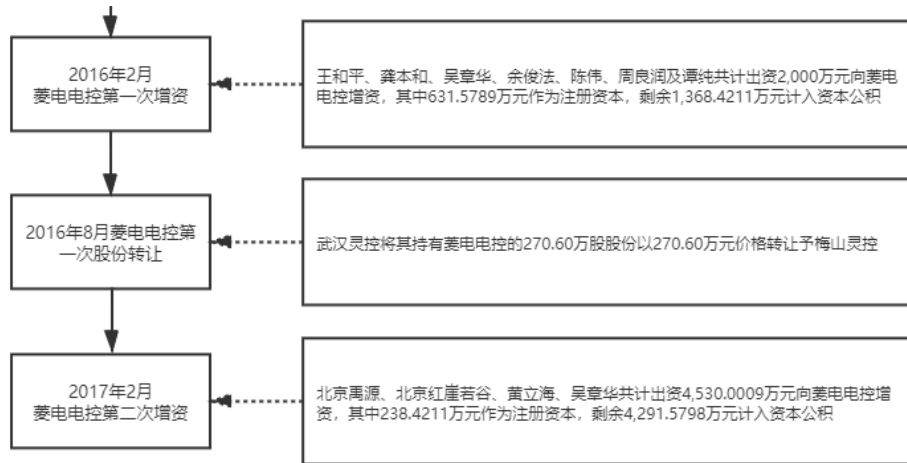 2016年2月
菱电电控第一次增资
王和平、龚本和、吴章华、余俊法、陈伟、周良润及谭纯共计出资2,000万元向菱电
电控增资，其中631.5789万元作为注册资本，剩余1,368.4211万元计入资本公积
2016年8月菱电电控第
一次股份转让
武汉灵控将其持有菱电电控的270.60万股股份以270.60万元价格转让予梅山灵控
2017年2月
菱电电控第二次增资
北京禹源、北京红崖若谷、黄立海、吴章华共计出资4,530.0009万元向菱电电控增
资，其中238.4211万元作为注册资本，剩余4,291.5798万元计入资本公积